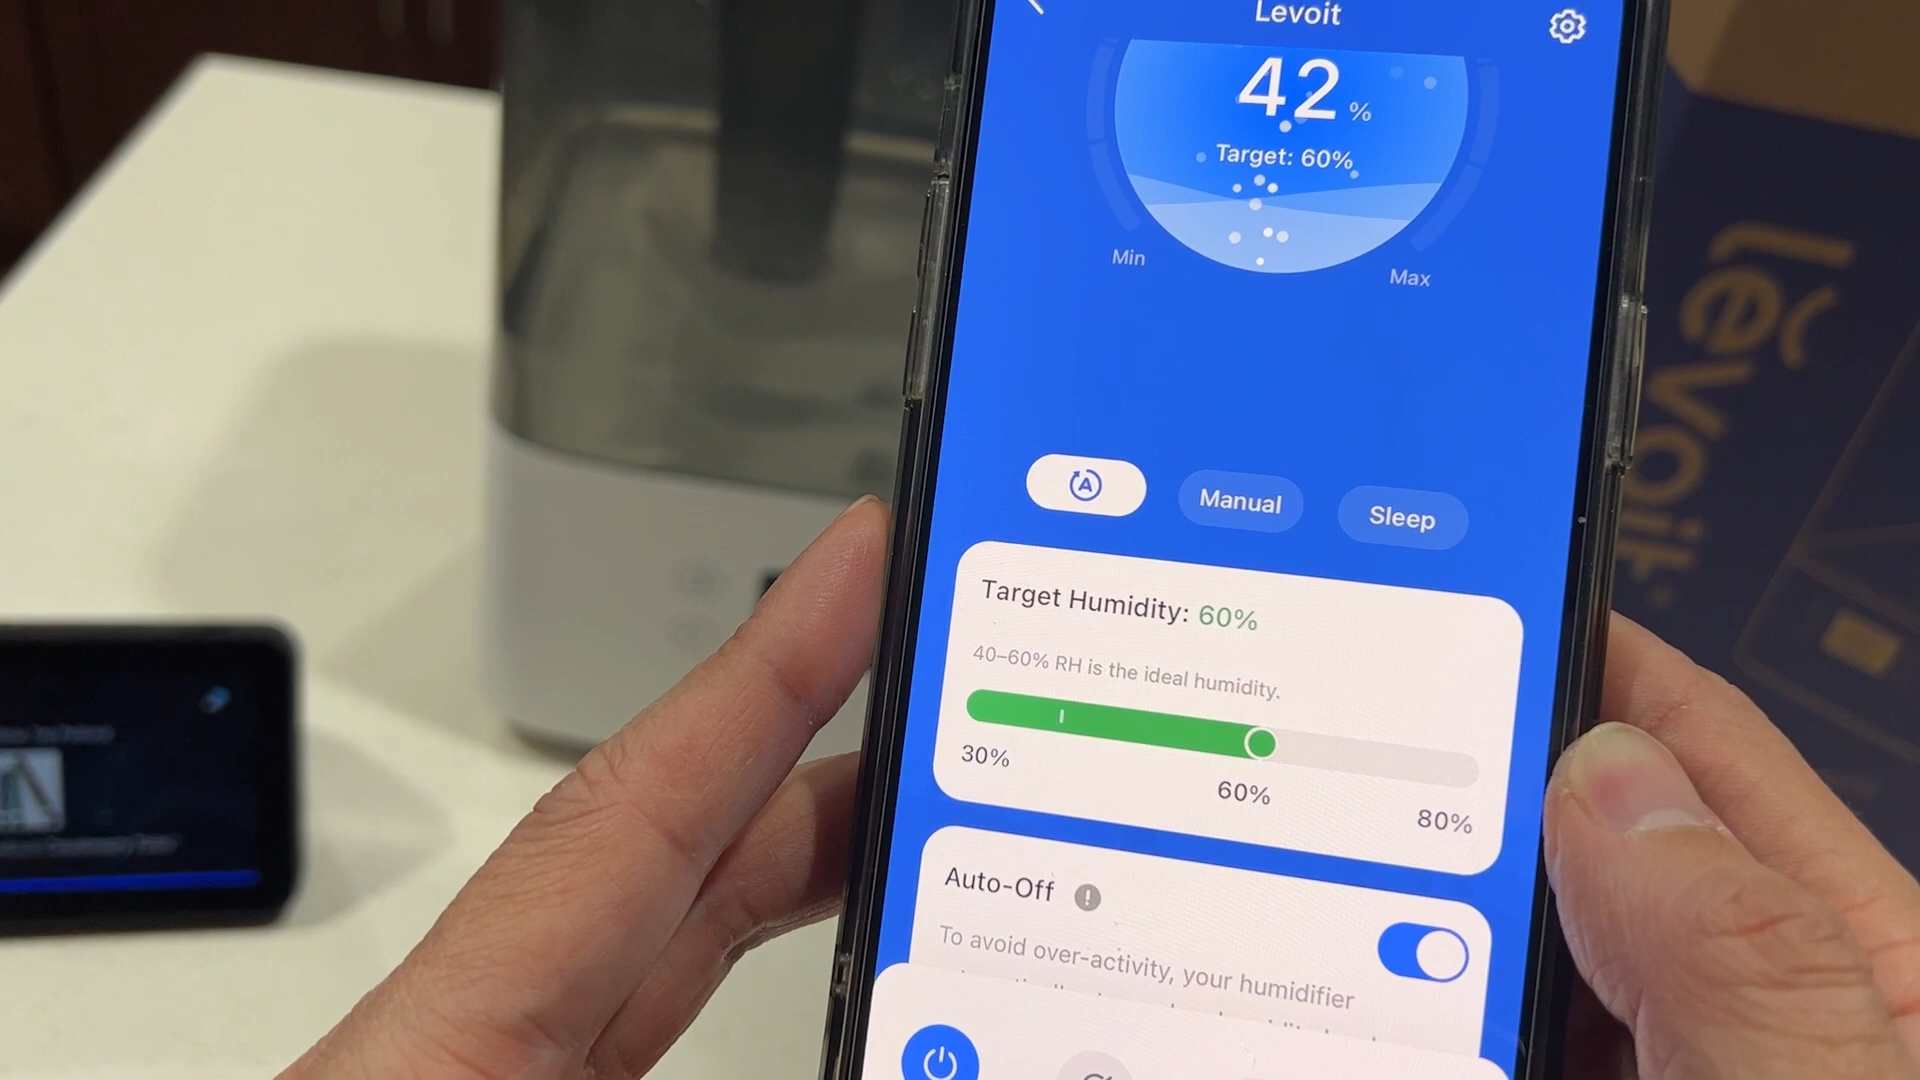 Levoit
42 %
Target: 60%
Min
Max
Manual
Sleep
Target Humidity: 60%
40–60% RH is the ideal humidity.
30%
60%
80%
Auto-Off
To avoid over-activity, your humidifier
levoit